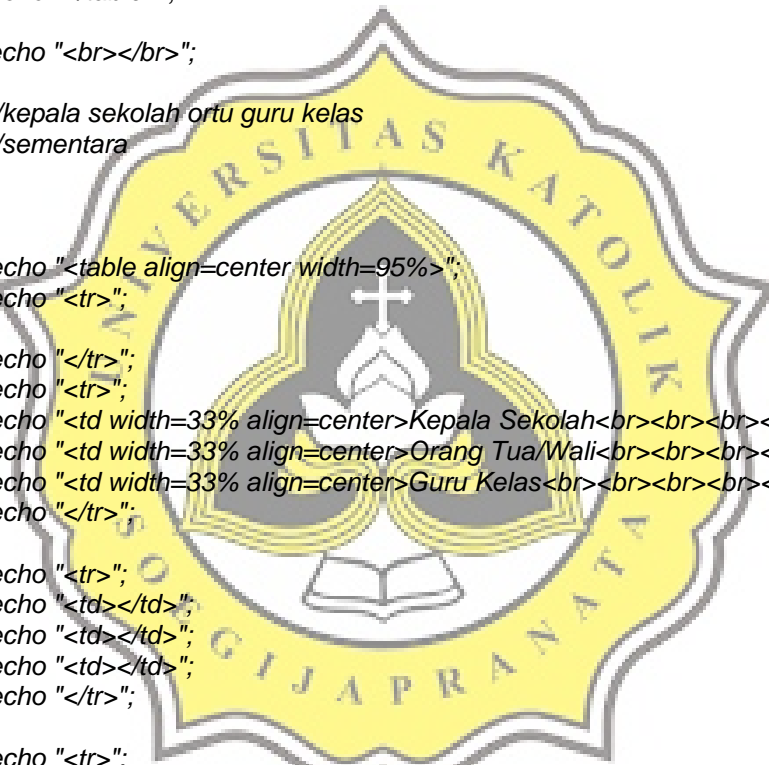 echo "<br></br>";
/kepala sekolah ortu guru kelas
/sementara
echo "<table align=center width=95%>";
echo "<tr>";
echo "</tr>";
echo "<tr>";
echo "<td width=33% align=center>Kepala Sekolah<br><br><br><
echo "<td width=33% align=center>Orang Tua/Wali<br><br><br><
echo "<td width=33% align=center>Guru Kelas<br><br><br><br><
echo "</tr>";
echo "<tr>";
echo "<td></td>";
echo "<td></td>";
echo "<td></td>";
echo "</tr>";
echo "<tr>";
UNIVERSITAS KATOLIK
SOEGIJAPRANATA